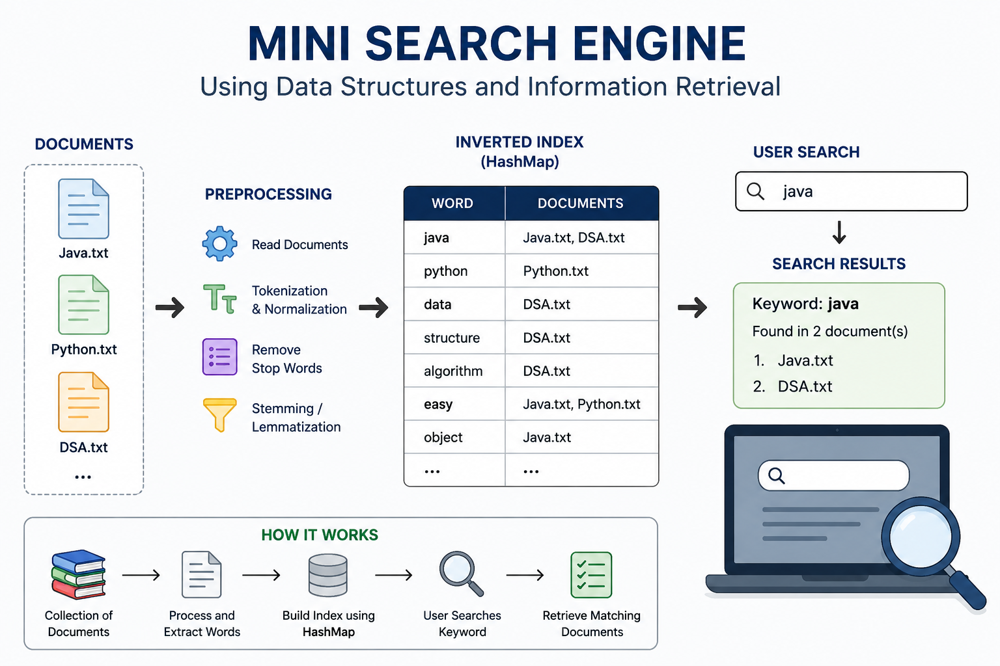 MINI SEARCH ENGINE
Using Data Structures and Information Retrieval
DOCUMENTS
Java.txt
Python.txt
DSA.txt
...
PREPROCESSING
Read Documents
Tokenization
& Normalization
Remove
Stop Words
Stemming /
Lemmatization
INVERTED INDEX
(HashMap)
WORD DOCUMENTS
java Java.txt, DSA.txt
python Python.txt
data DSA.txt
structure DSA.txt
algorithm DSA.txt
easy Java.txt, Python.txt
object Java.txt
... ...
USER SEARCH
java
SEARCH RESULTS
Keyword: java
Found in 2 document(s)
1. Java.txt
2. DSA.txt
HOW IT WORKS
Collection of
Documents
Process and
Extract Words
Build Index using
HashMap
User Searches
Keyword
Retrieve Matching
Documents